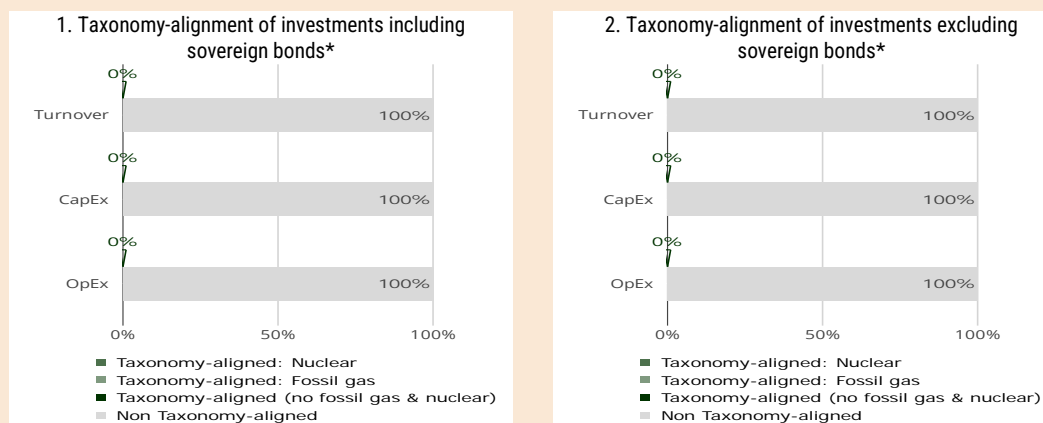 1. Taxonomy-alignment of investments including
sovereign bonds*
0%
Turnover
100%
0%
CapEx
100%
0%
OpEx
100%
0%
50%
100%
Taxonomy-aligned: Nuclear
Taxonomy-aligned: Fossil gas
Taxonomy-aligned (no fossil gas & nuclear)
Non Taxonomy-aligned
2. Taxonomy-alignment of investments excluding
sovereign bonds*
0%
Turnover
100%
0%
CapEx
100%
0%
OpEx
100%
0%
50%
100%
Taxonomy-aligned: Nuclear
Taxonomy-aligned: Fossil gas
Taxonomy-aligned (no fossil gas & nuclear)
Non Taxonomy-aligned